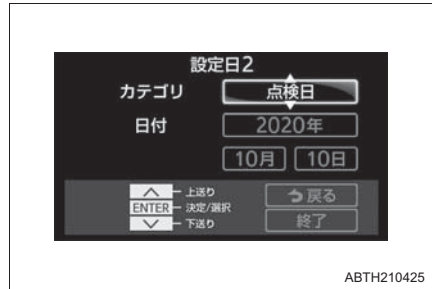 設定日2
カテゴリ 点検日
日付 2020年
10月 10日
上送り
ENTER 決定/選択
下送り
戻る
終了
ABTH210425